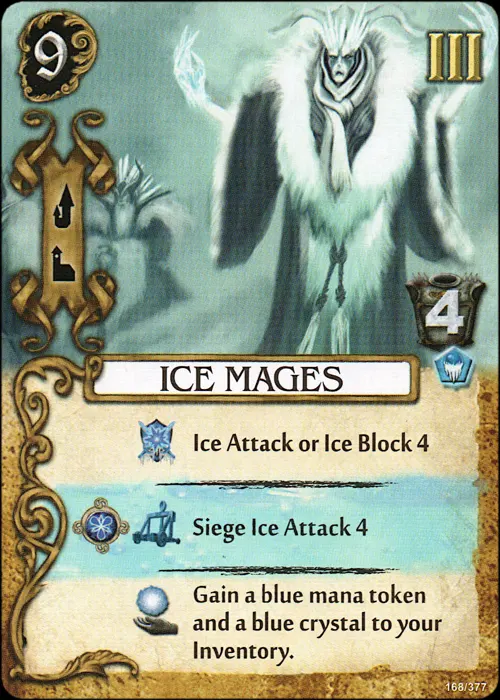 9
III
4
ICE MAGES
Ice Attack or Ice Block 4
Siege Ice Attack 4
Gain a blue mana token
and a blue crystal to your
Inventory.
168/377